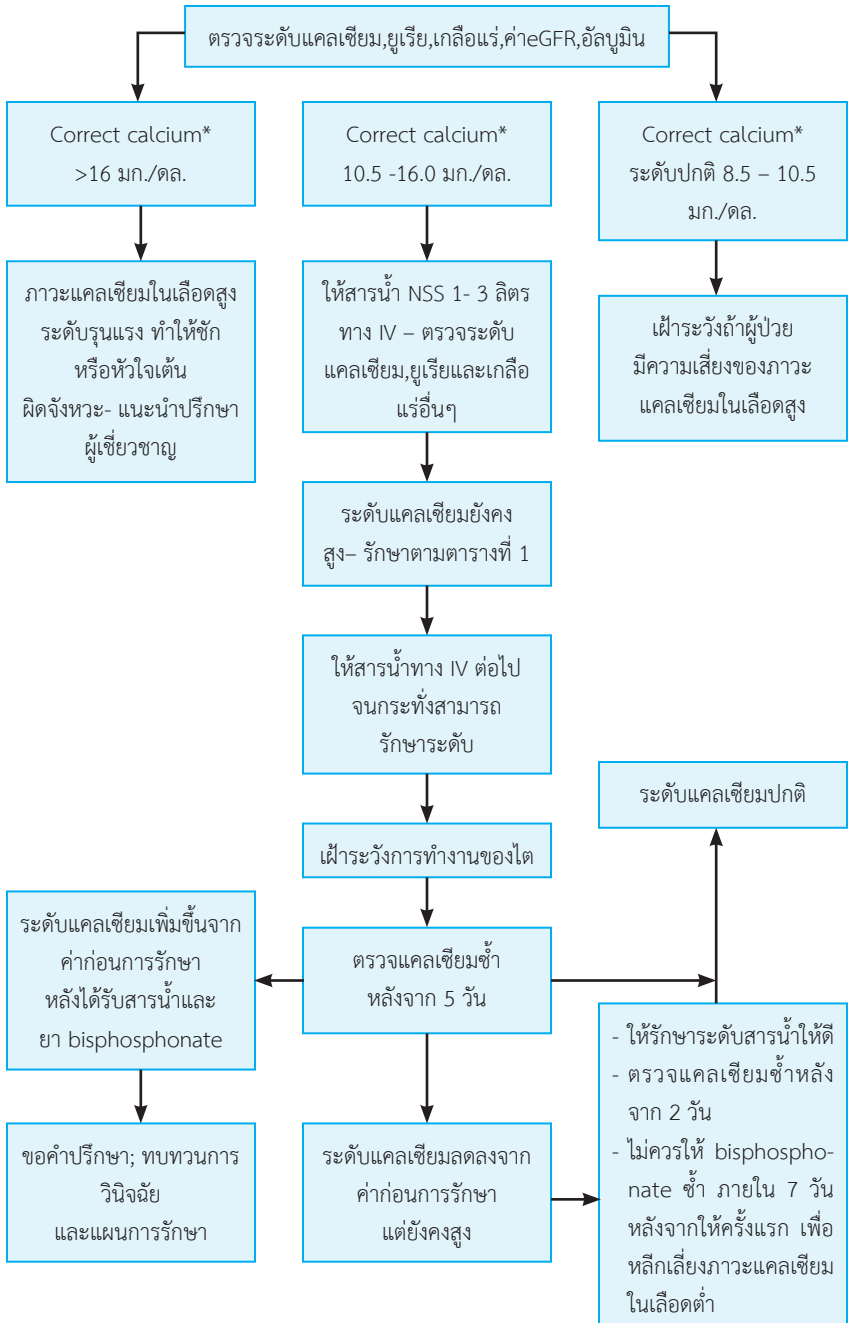 ตรวจระดับแคลเซียม,ยูเรีย,เกลือแร่,ค่าeGFR,อัลบูมิน
Correct calcium*
>16 มก./ดล.
Correct calcium*
10.5 -16.0 มก./ดล.
Correct calcium*
ระดับปกติ 8.5 – 10.5
มก./ดล.
ภาวะแคลเซียมในเลือดสูง
ระดับรุนแรง ทำให้ชัก
หรือหัวใจเต้น
ผิดจังหวะ- แนะนำปรึกษา
ผู้เชี่ยวชาญ
ให้สารน้ำ NSS 1- 3 ลิตร
ทาง IV – ตรวจระดับ
แคลเซียม,ยูเรียและเกลือ
แร่อื่นๆ
เฝ้าระวังถ้าผู้ป่วย
มีความเสี่ยงของภาวะ
แคลเซียมในเลือดสูง
ระดับแคลเซียมยังคง
สูง– รักษาตามตารางที่ 1
ให้สารน้ำทาง IV ต่อไป
จนกระทั่งสามารถ
รักษาระดับ
ระดับแคลเซียมปกติ
เฝ้าระวังการทำงานของไต
ระดับแคลเซียมเพิ่มขึ้นจาก
ค่าก่อนการรักษา
หลังได้รับสารน้ำและ
ยา bisphosphonate
ตรวจแคลเซียมซ้ำ
หลังจาก 5 วัน
- ให้รักษาระดับสารน้ำให้ดี
- ตรวจแคลเซียมซ้ำหลัง
จาก 2 วัน
- ไม่ควรให้ bisphospho-
nate ซ้ำ ภายใน 7 วัน
หลังจากให้ครั้งแรก เพื่อ
หลีกเลี่ยงภาวะแคลเซียม
ในเลือดต่ำ
ขอคำปรึกษา; ทบทวนการ
วินิจฉัย
และแผนการรักษา
ระดับแคลเซียมลดลงจาก
ค่าก่อนการรักษา
แต่ยังคงสูง